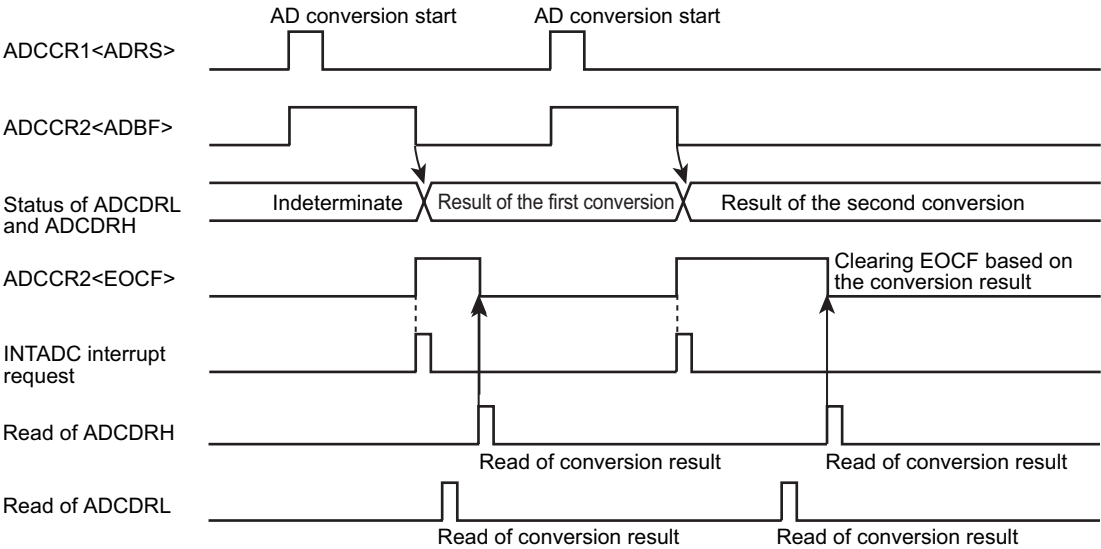 AD conversion start
AD conversion start
ADCCR1<ADRS>
ADCCR2<ADBF>
Status of ADCDRL
and ADCDRH
Indeterminate
Result of the first conversion
Result of the second conversion
ADCCR2<EOCF>
Clearing EOCF based on
the conversion result
INTADC interrupt
request
Read of ADCDRH
Read of conversion result
Read of conversion result
Read of ADCDRL
Read of conversion result
Read of conversion result